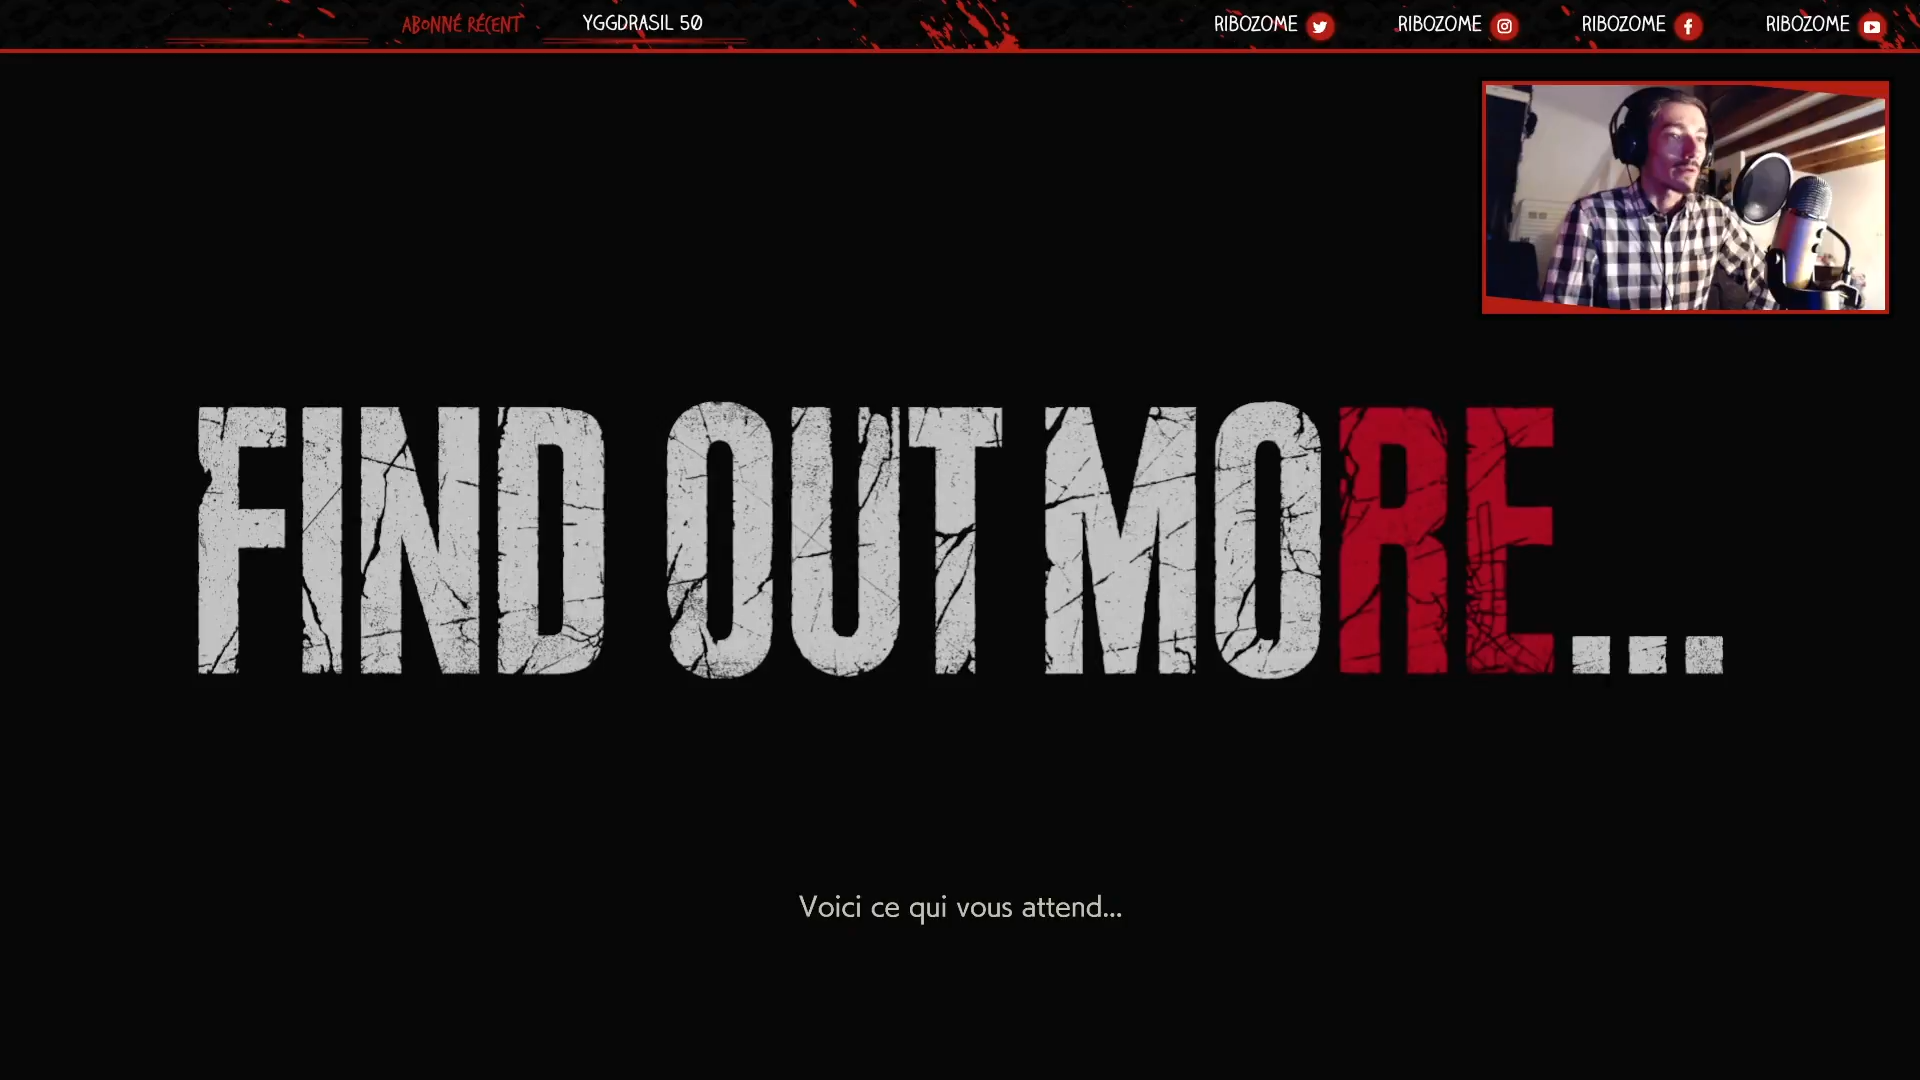 ABONNÉ RÉCENT YGGDRASIL 50 RIBOZOME RIBOZOME RIBOZOME RIBOZOME
FIND OUT MORE...
Voici ce qui vous attend...